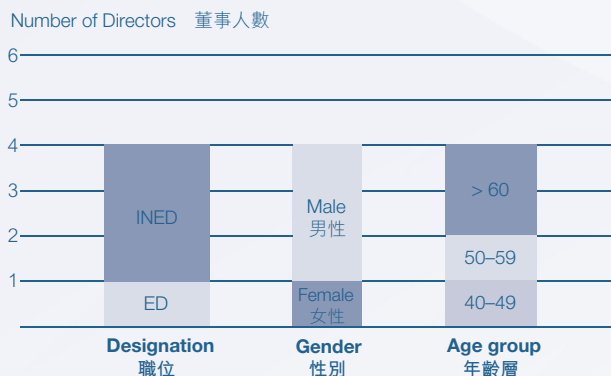 Number of Directors 董事人數
6
5
4
3
2
1
INED
ED
Male
男性
Female
女性
> 60
50–59
40–49
Designation
職位
Gender
性別
Age group
年齡層